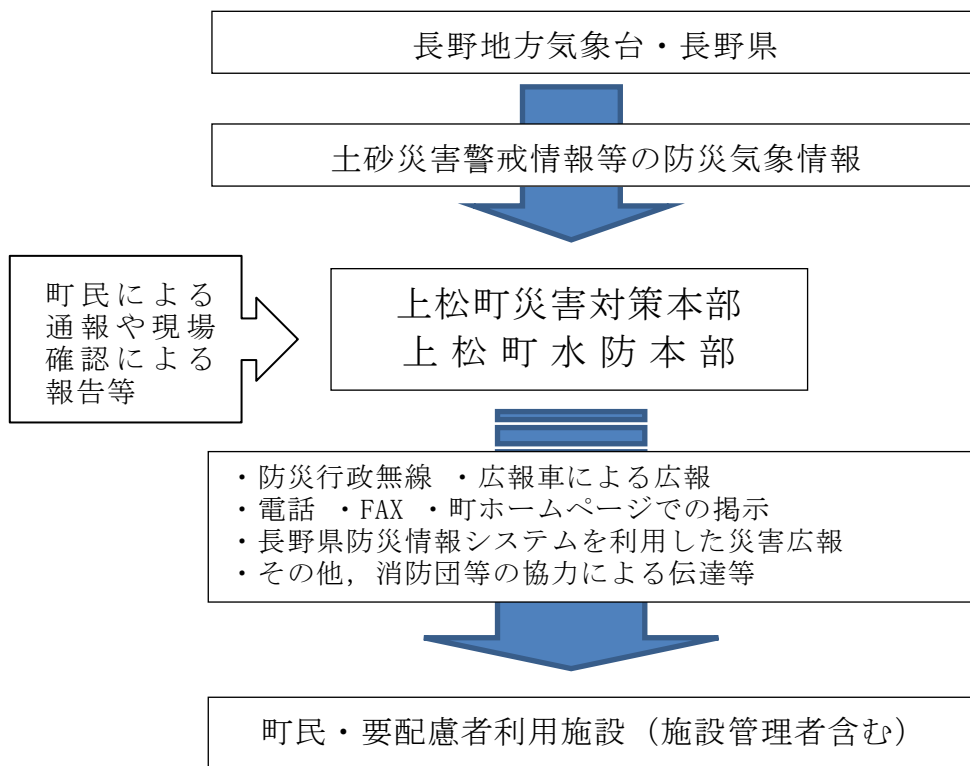 長野地方気象台・長野県
土砂災害警戒情報等の防災気象情報
町民による
通報や現場
確認による
報告等
上松町災害対策本部
上松町水防本部
・防災行政無線 ・広報車による広報
・電話 ・FAX ・町ホームページでの掲示
・長野県防災情報システムを利用した災害広報
・その他，消防団等の協力による伝達等
町民・要配慮者利用施設（施設管理者含む）